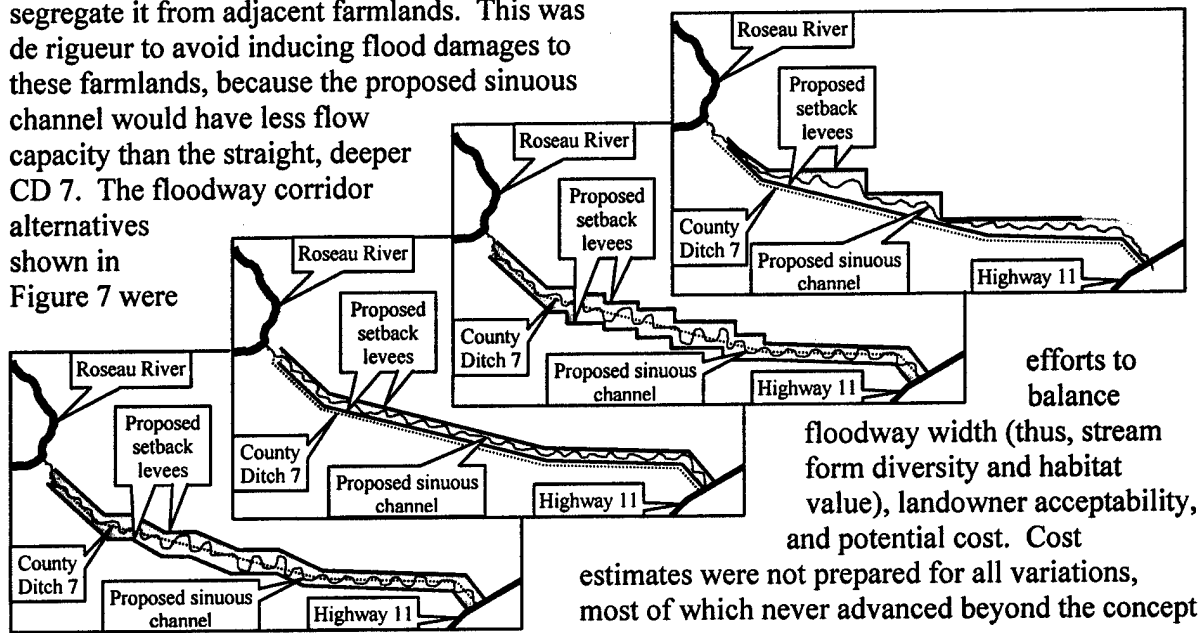 segregate it from adjacent farmlands.  This was
de rigueur to avoid inducing flood damages to
these farmlands, because the proposed sinuous
channel would have less flow
capacity than the straight, deeper
CD 7.  The floodway corridor
alternatives
shown in
Figure 7 were
Roseau River
Proposed
setback
levees
County
Ditch 7
Proposed sinuous
channel
Highway 11
Roseau River
Proposed
setback
levees
County
Ditch 7
Proposed sinuous
channel
Highway 11
Roseau River
Proposed
setback
levees
County
Ditch 7
Proposed sinuous
channel
Highway 11
Roseau River
Proposed
setback
levees
County
Ditch 7
Proposed sinuous
channel
Highway 11
efforts to
balance
floodway width (thus, stream
form diversity and habitat
value), landowner acceptability,
and potential cost.  Cost
estimates were not prepared for all variations,
most of which never advanced beyond the concept